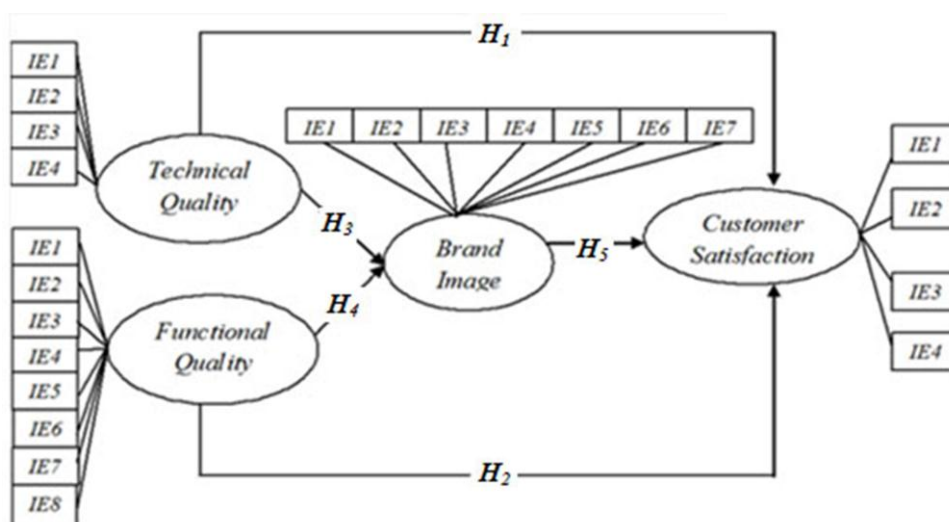 H1
IE1
IE2
IE3
IE4
Technical
Quality
IE1
IE2
IE3
IE4
IE5
IE6
IE7
IE1
IE2
IE3
IE4
Customer
Satisfaction
H3
Brand
Image
H5
H4
IE1
IE2
IE3
IE4
IE5
IE6
IE7
IE8
Functional
Quality
H2